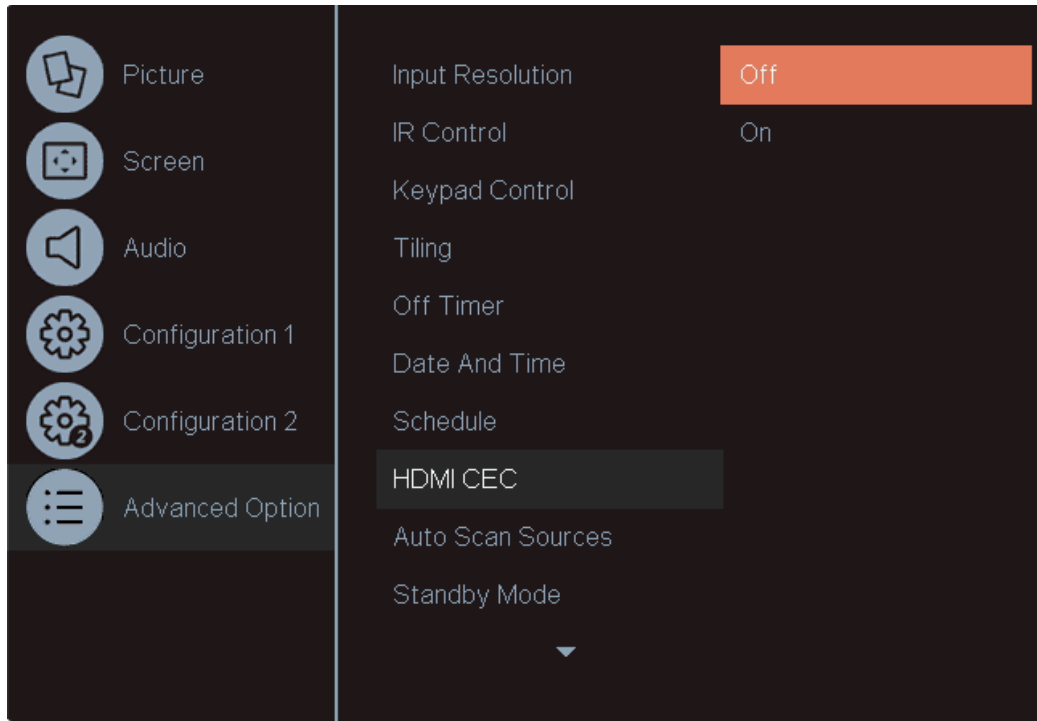 Picture
Screen
Audio
Configuration 1
Configuration 2
2
Advanced Option
Input Resolution
IR Control
Keypad Control
Tiling
Off Timer
Date And Time
Schedule
HDMI CEC
Auto Scan Sources
Standby Mode
Off
On